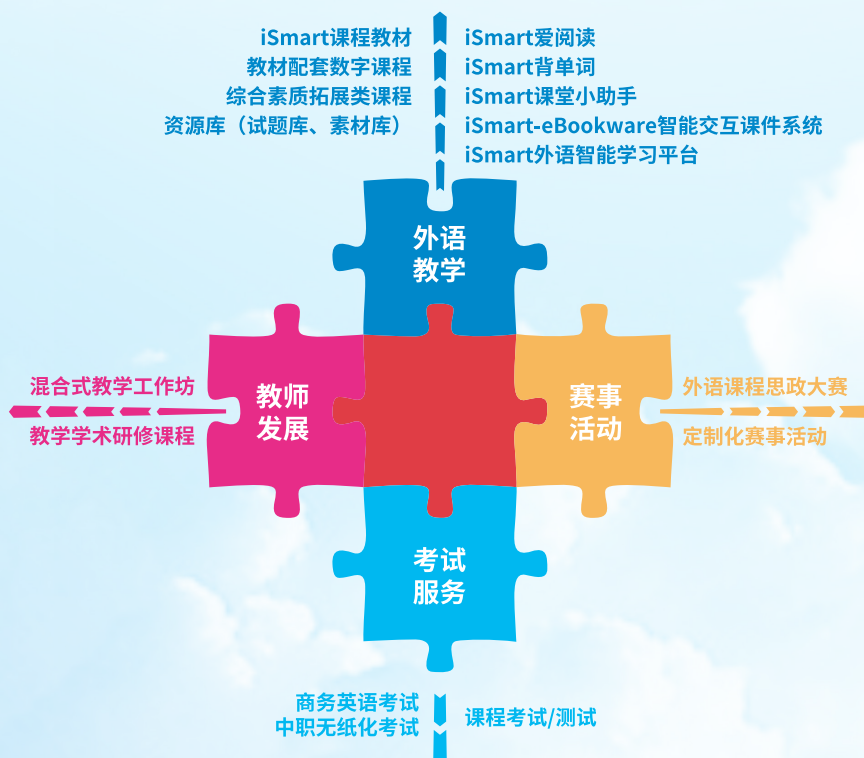 iSmart课程教材
教材配套数字课程
综合素质拓展类课程
资源库（试题库、素材库）
iSmart爱阅读
iSmart背单词
iSmart课堂小助手
iSmart-eBookware智能交互课件系统
iSmart外语智能学习平台
外语
教学
混合式教学工作坊
教学学术研修课程
教师
发展
赛事
活动
外语课程思政大赛
定制化赛事活动
考试
服务
商务英语考试
中职无纸化考试
课程考试/测试